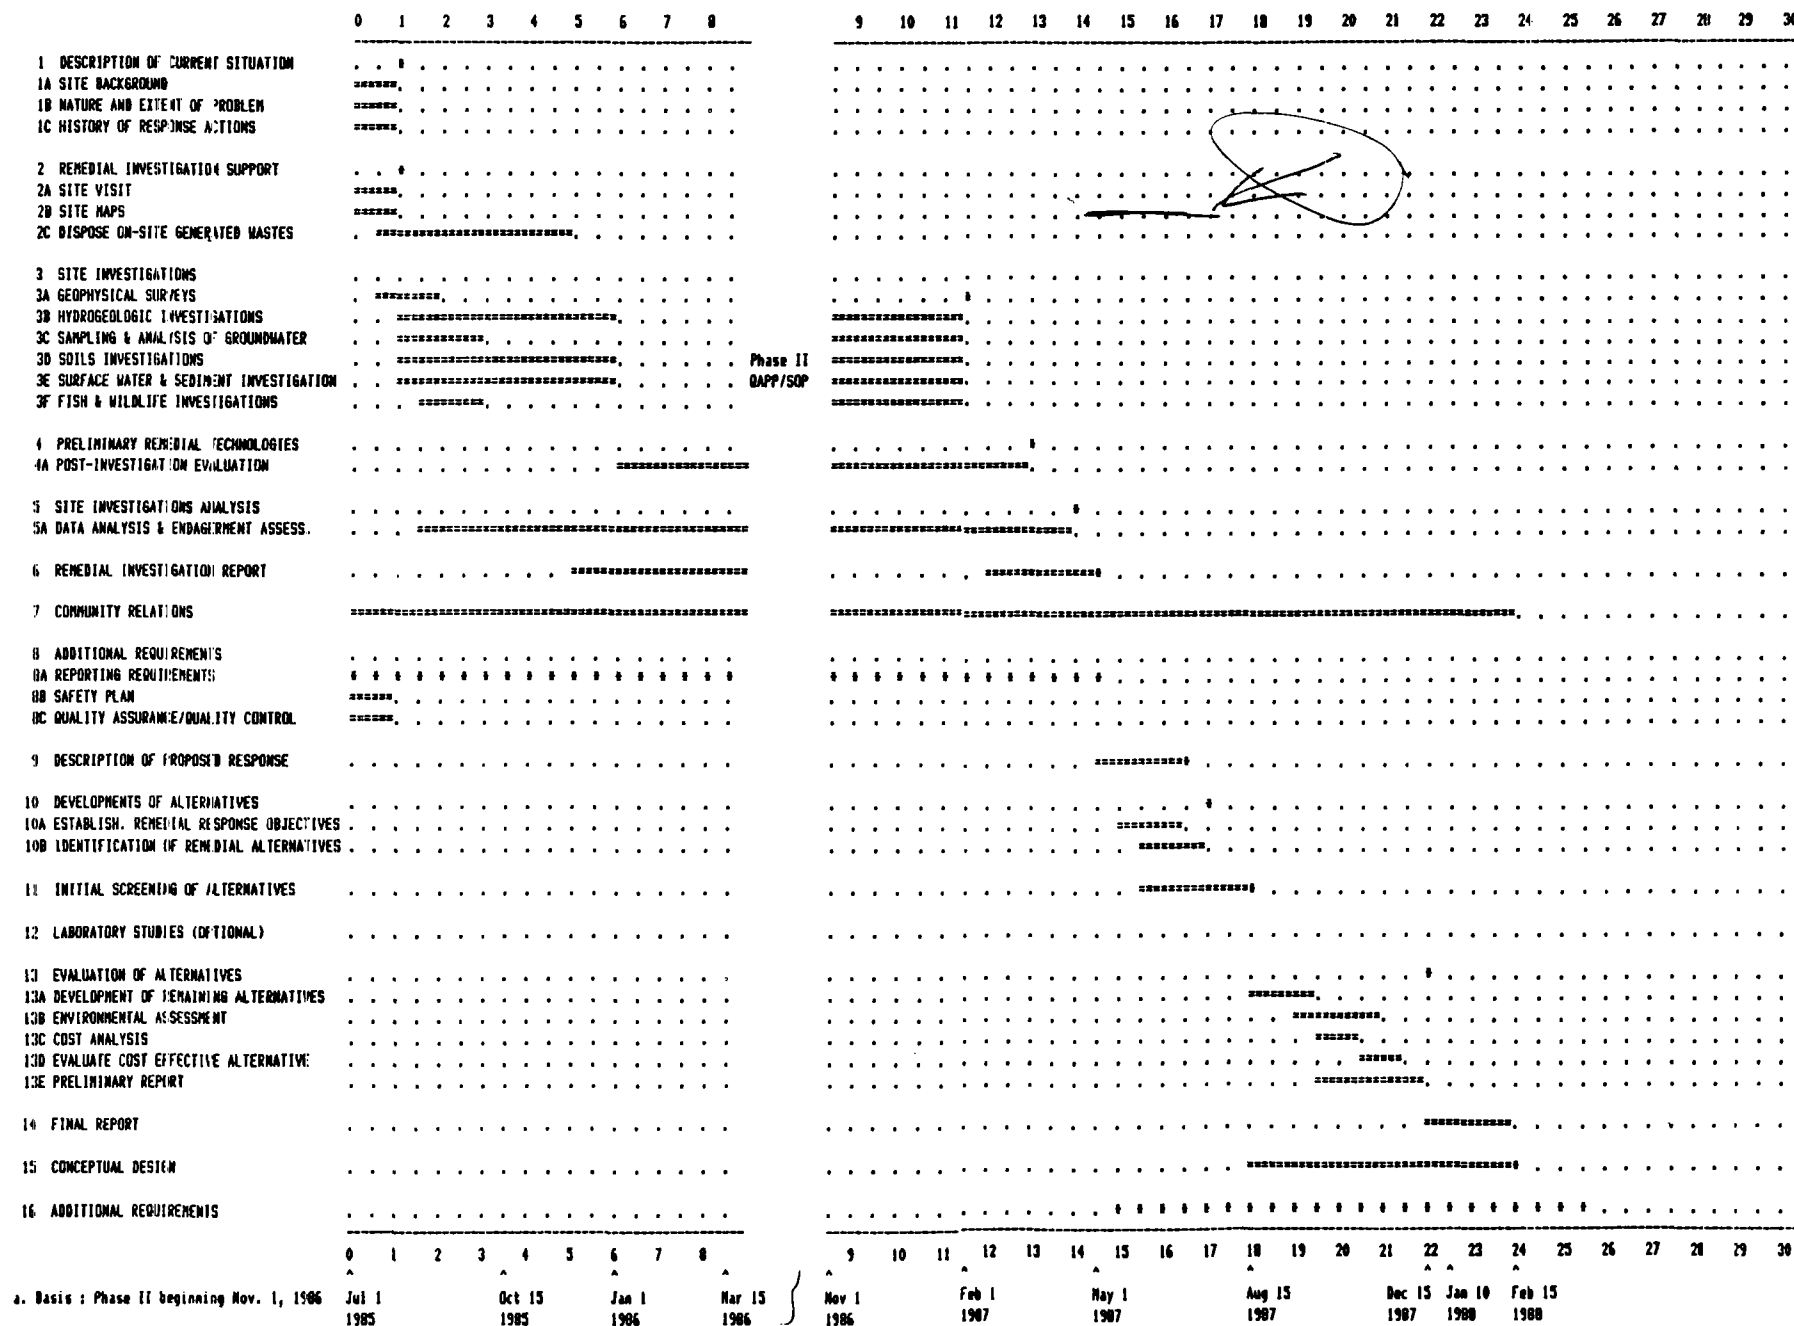 0 1 2 3 4 5 6 7 8 9 10 11 12 13 14 15 16 17 18 19 20 21 22 23 24 25 26 27 28 29 30
1 DESCRIPTION OF CURRENT SITUATION
1A SITE BACKGROUND
1B NATURE AND EXTENT OF PROBLEM
1C HISTORY OF RESPONSE ACTIONS
2 REMEDIAL INVESTIGATION SUPPORT
2A SITE VISIT
2B SITE MAPS
2C DISPOSE ON-SITE GENERATED WASTES
3 SITE INVESTIGATIONS
3A GEOPHYSICAL SURVEYS
3B HYDROGEOLOGIC INVESTIGATIONS
3C SAMPLING & ANALYSIS OF GROUNDWATER
3D SOILS INVESTIGATIONS Phase II
3E SURFACE WATER & SEDIMENT INVESTIGATION QAPP/SOP
3F FISH & WILDLIFE INVESTIGATIONS
4 PRELIMINARY REMEDIAL TECHNOLOGIES
4A POST-INVESTIGATION EVALUATION
5 SITE INVESTIGATIONS ANALYSIS
5A DATA ANALYSIS & ENDAGERMENT ASSESS.
6 REMEDIAL INVESTIGATION REPORT
7 COMMUNITY RELATIONS
8 ADDITIONAL REQUIREMENTS
8A REPORTING REQUIREMENTS
8B SAFETY PLAN
8C QUALITY ASSURANCE/QUALITY CONTROL
9 DESCRIPTION OF PROPOSED RESPONSE
10 DEVELOPMENTS OF ALTERNATIVES
10A ESTABLISH. REMEDIAL RESPONSE OBJECTIVES
10B IDENTIFICATION OF REMEDIAL ALTERNATIVES
11 INITIAL SCREENING OF ALTERNATIVES
12 LABORATORY STUDIES (OPTIONAL)
13 EVALUATION OF ALTERNATIVES
13A DEVELOPMENT OF REMAINING ALTERNATIVES
13B ENVIRONMENTAL ASSESSMENT
13C COST ANALYSIS
13D EVALUATE COST EFFECTIVE ALTERNATIVE
13E PRELIMINARY REPORT
14 FINAL REPORT
15 CONCEPTUAL DESIGN
16 ADDITIONAL REQUIREMENTS
0 1 2 3 4 5 6 7 8 9 10 11 12 13 14 15 16 17 18 19 20 21 22 23 24 25 26 27 28 29 30
a. Basis : Phase II beginning Nov. 1, 1986 Jul 1 Oct 15 Jan 1 Mar 15 Nov 1 Feb 1 May 1 Aug 15 Dec 15 Jan 10 Feb 15
1985 1985 1986 1986 1986 1987 1987 1987 1987 1988 1988